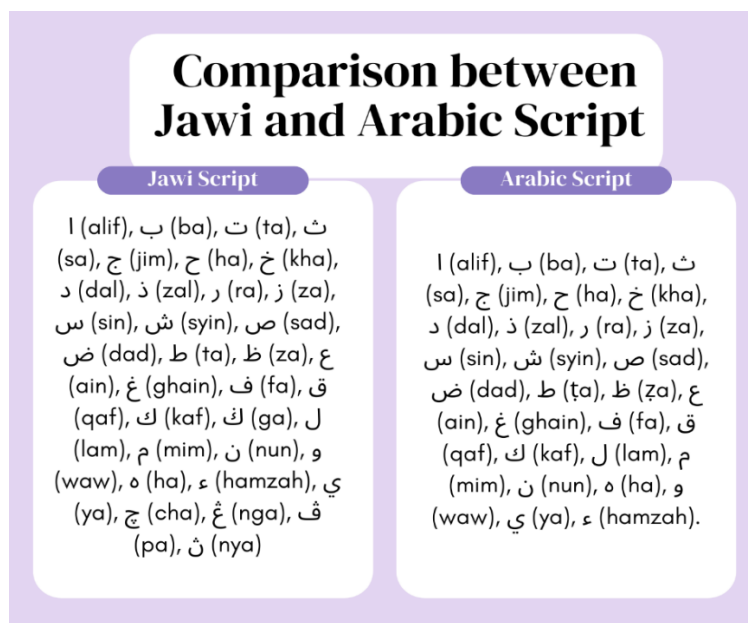 Comparison between
Jawi and Arabic Script
Jawi Script
ا (alif), ب (ba), ت (ta), ث
(sa), ج (jim), ح (ha), خ (kha),
د (dal), ذ (zal), ر (ra), ز (za),
س (sin), ش (syin), ص (sad),
ض (dad), ط (ta), ظ (za), ع
(ain), غ (ghain), ف (fa), ق
(qaf), ك (kaf), ݢ (ga), ل
(lam), م (mim), ن (nun), و
(waw), ه (ha), ء (hamzah), ي
(ya), چ (cha), ڠ (nga), ڤ
(pa), ڽ (nya)
Arabic Script
ا (alif), ب (ba), ت (ta), ث
(sa), ج (jim), ح (ha), خ (kha),
د (dal), ذ (zal), ر (ra), ز (za),
س (sin), ش (syin), ص (sad),
ض (dad), ط (ṭa), ظ (ẓa), ع
(ain), غ (ghain), ف (fa), ق
(qaf), ك (kaf), ل (lam), م
(mim), ن (nun), ه (ha), و
(waw), ي (ya), ء (hamzah).